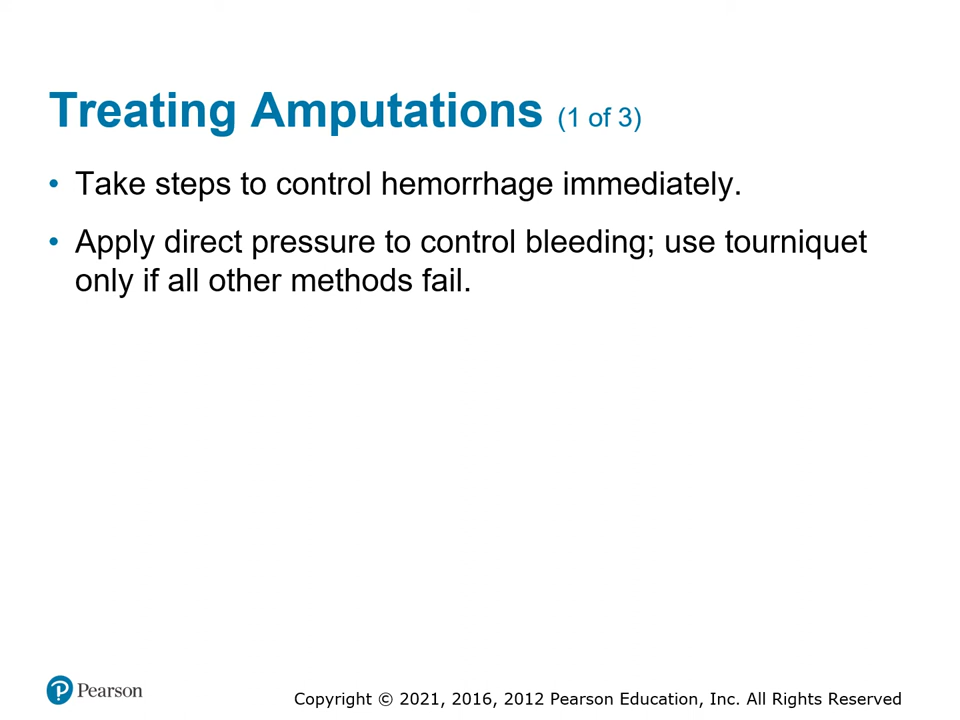 Treating Amputations (1 of 3)
• Take steps to control hemorrhage immediately.
• Apply direct pressure to control bleeding; use tourniquet
only if all other methods fail.
Pearson
Copyright © 2021, 2016, 2012 Pearson Education, Inc. All Rights Reserved